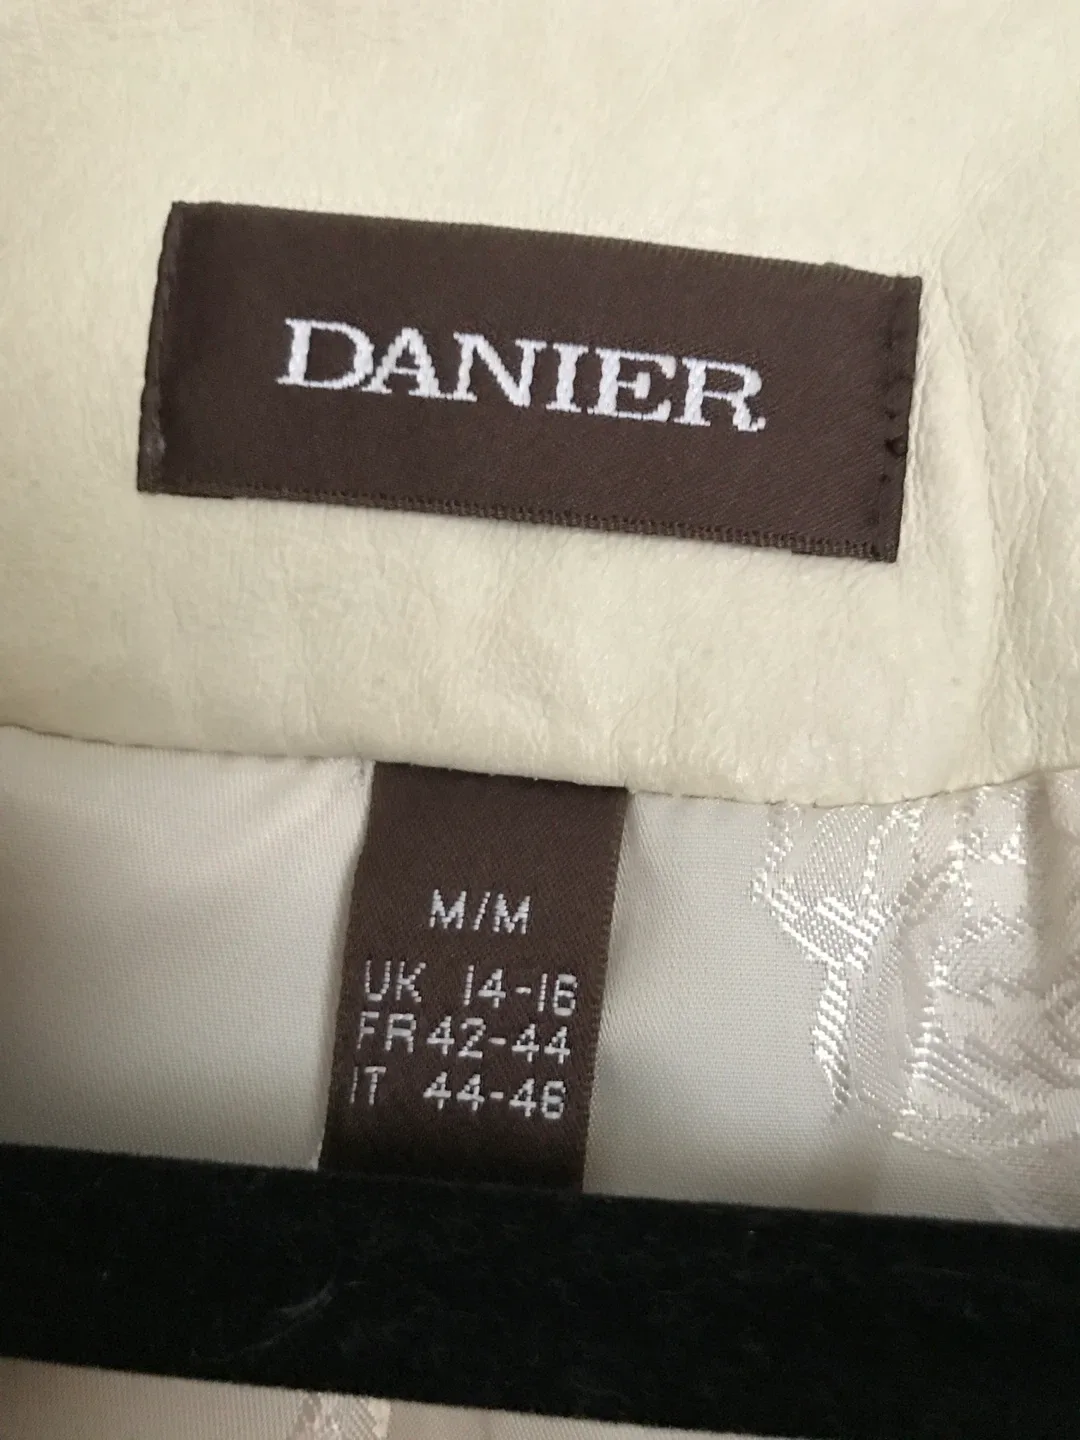 DANIER
M/M
UK 14-16
FR 42-44
IT 44-46